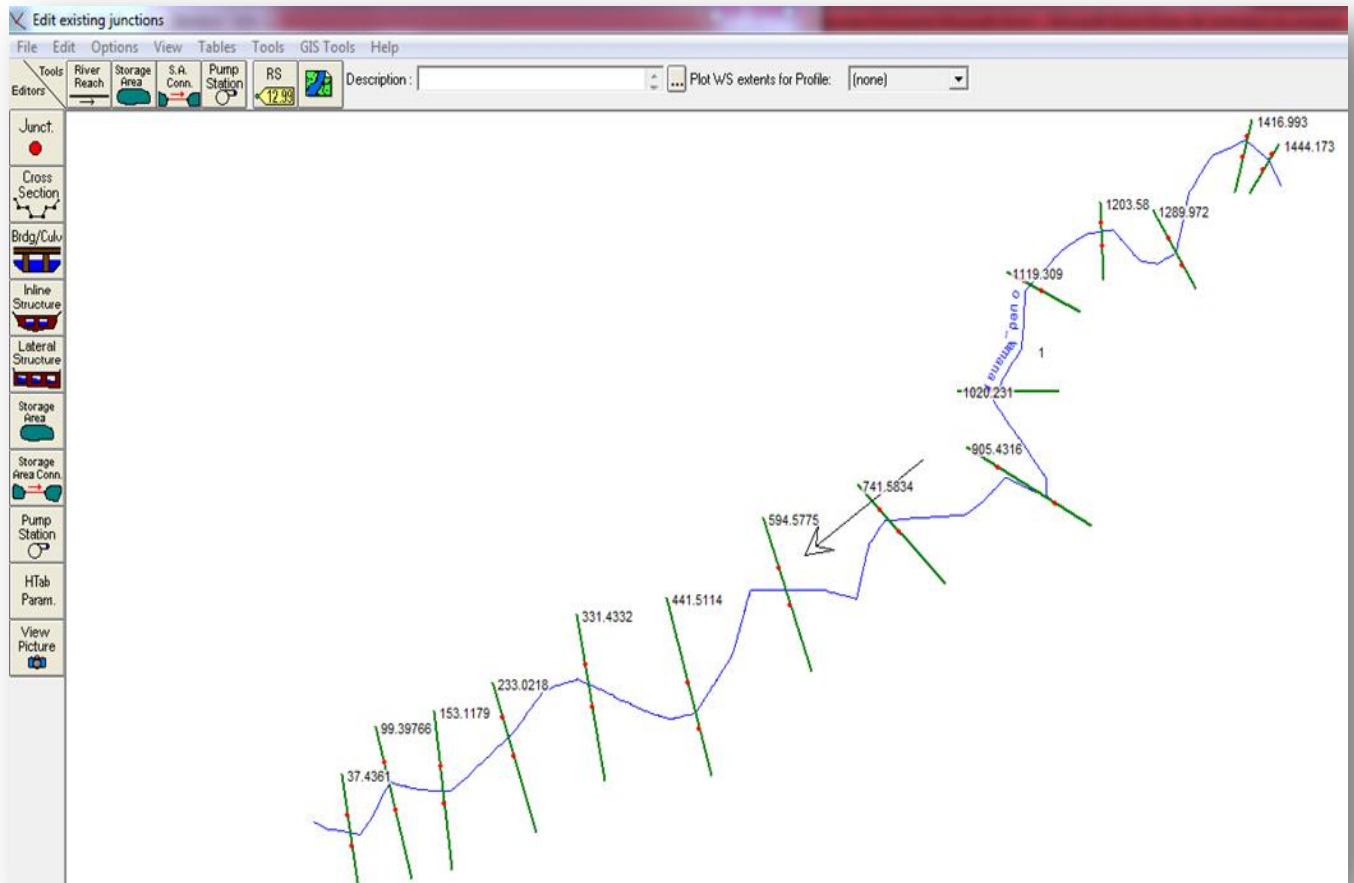 Edit existing junctions
File Edit Options View Tables Tools GIS Tools Help
Tools
Editors
River Reach
Storage Area
S.A. Conn.
Pump Station
RS
12.99
Description :
...
Plot WS extents for Profile:
(none)
Junct.
Cross Section
Brdg/Culv
Inline Structure
Lateral Structure
Storage Area
Storage Area Conn.
Pump Station
HTab Param.
View Picture
1416.993
1444.173
1203.58
1289.972
1119.309
o ued_
1
1020.231
905.4316
741.5834
594.5775
441.5114
331.4332
233.0218
153.1179
99.39766
37.4361